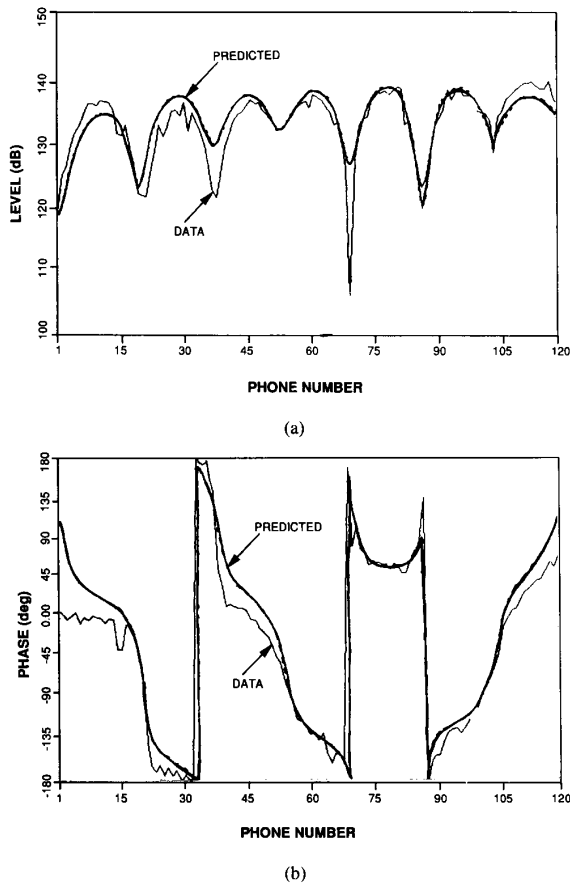 150
140
130
120
110
100
LEVEL (dB)
PREDICTED
DATA
1 15 30 45 60 75 90 105 120
PHONE NUMBER
(a)
180
135
90
45
0.00
-45
-90
-135
-180
PHASE (deg)
PREDICTED
DATA
1 15 30 45 60 75 90 105 120
PHONE NUMBER
(b)